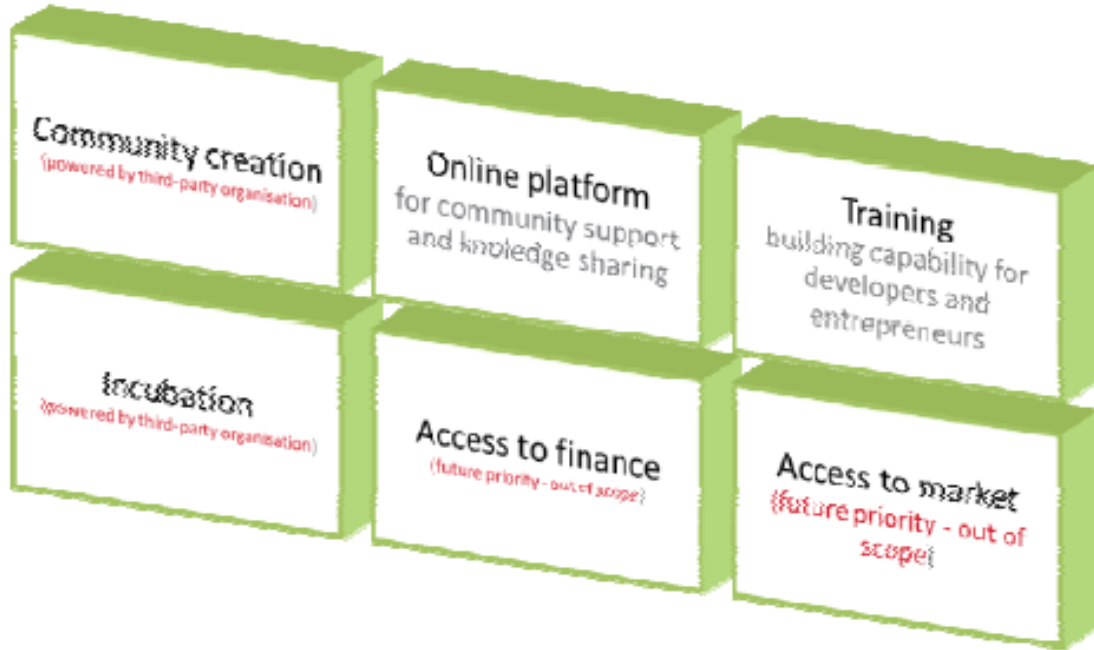 Community creation
(powered by third-party organisation)
Online platform
for community support
and knoledge sharing
Training
building capability for
developers and
entrepreneurs
Incubation
(powered by third-party organisation)
Access to finance
(future priority - out of scope)
Access to market
(future priority - out of
scope)